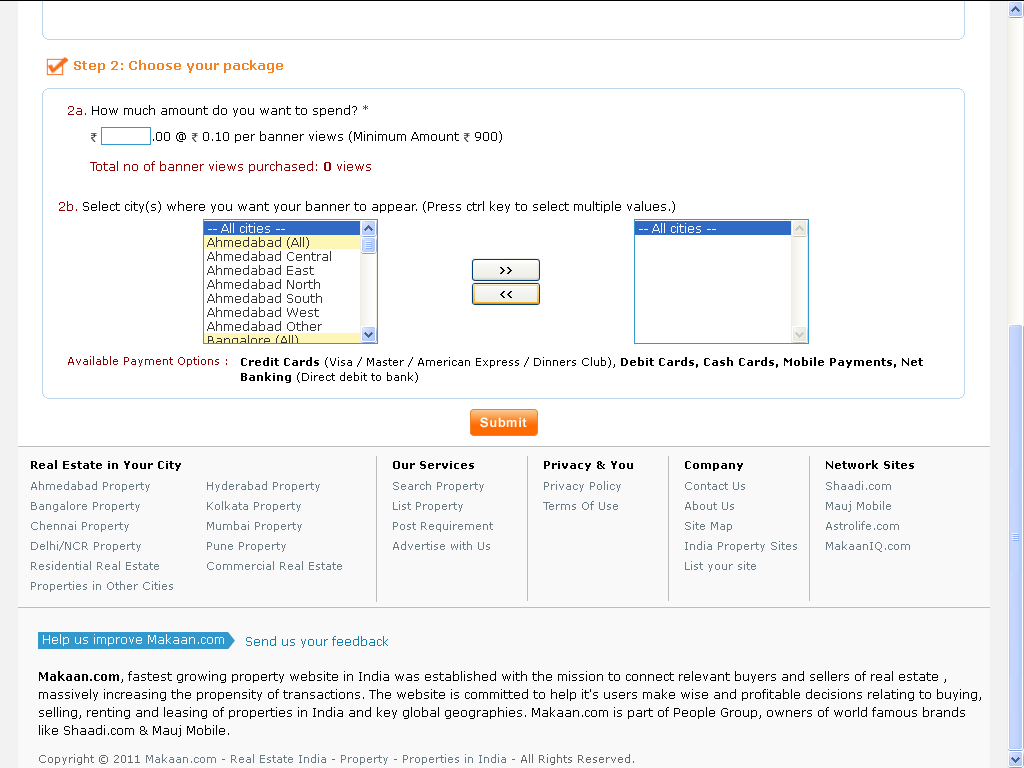 Step 2: Choose your package
2a. How much amount do you want to spend? *
₹ .00 @ ₹ 0.10 per banner views (Minimum Amount ₹ 900)
Total no of banner views purchased: 0 views
2b. Select city(s) where you want your banner to appear. (Press ctrl key to select multiple values.)
-- All cities --
Ahmedabad (All)
Ahmedabad Central
Ahmedabad East
Ahmedabad North
Ahmedabad South
Ahmedabad West
Ahmedabad Other
Bangalore (All)
>>
<<
-- All cities --
Available Payment Options : Credit Cards (Visa / Master / American Express / Dinners Club), Debit Cards, Cash Cards, Mobile Payments, Net
Banking (Direct debit to bank)
Submit
Real Estate in Your City
Ahmedabad Property
Bangalore Property
Chennai Property
Delhi/NCR Property
Residential Real Estate
Properties in Other Cities
Hyderabad Property
Kolkata Property
Mumbai Property
Pune Property
Commercial Real Estate
Our Services
Search Property
List Property
Post Requirement
Advertise with Us
Privacy & You
Privacy Policy
Terms Of Use
Company
Contact Us
About Us
Site Map
India Property Sites
List your site
Network Sites
Shaadi.com
Mauj Mobile
Astrolife.com
MakaanIQ.com
Help us improve Makaan.com Send us your feedback
Makaan.com, fastest growing property website in India was established with the mission to connect relevant buyers and sellers of real estate ,
massively increasing the propensity of transactions. The website is committed to help it's users make wise and profitable decisions relating to buying,
selling, renting and leasing of properties in India and key global geographies. Makaan.com is part of People Group, owners of world famous brands
like Shaadi.com & Mauj Mobile.
Copyright © 2011 Makaan.com - Real Estate India - Property - Properties in India - All Rights Reserved.